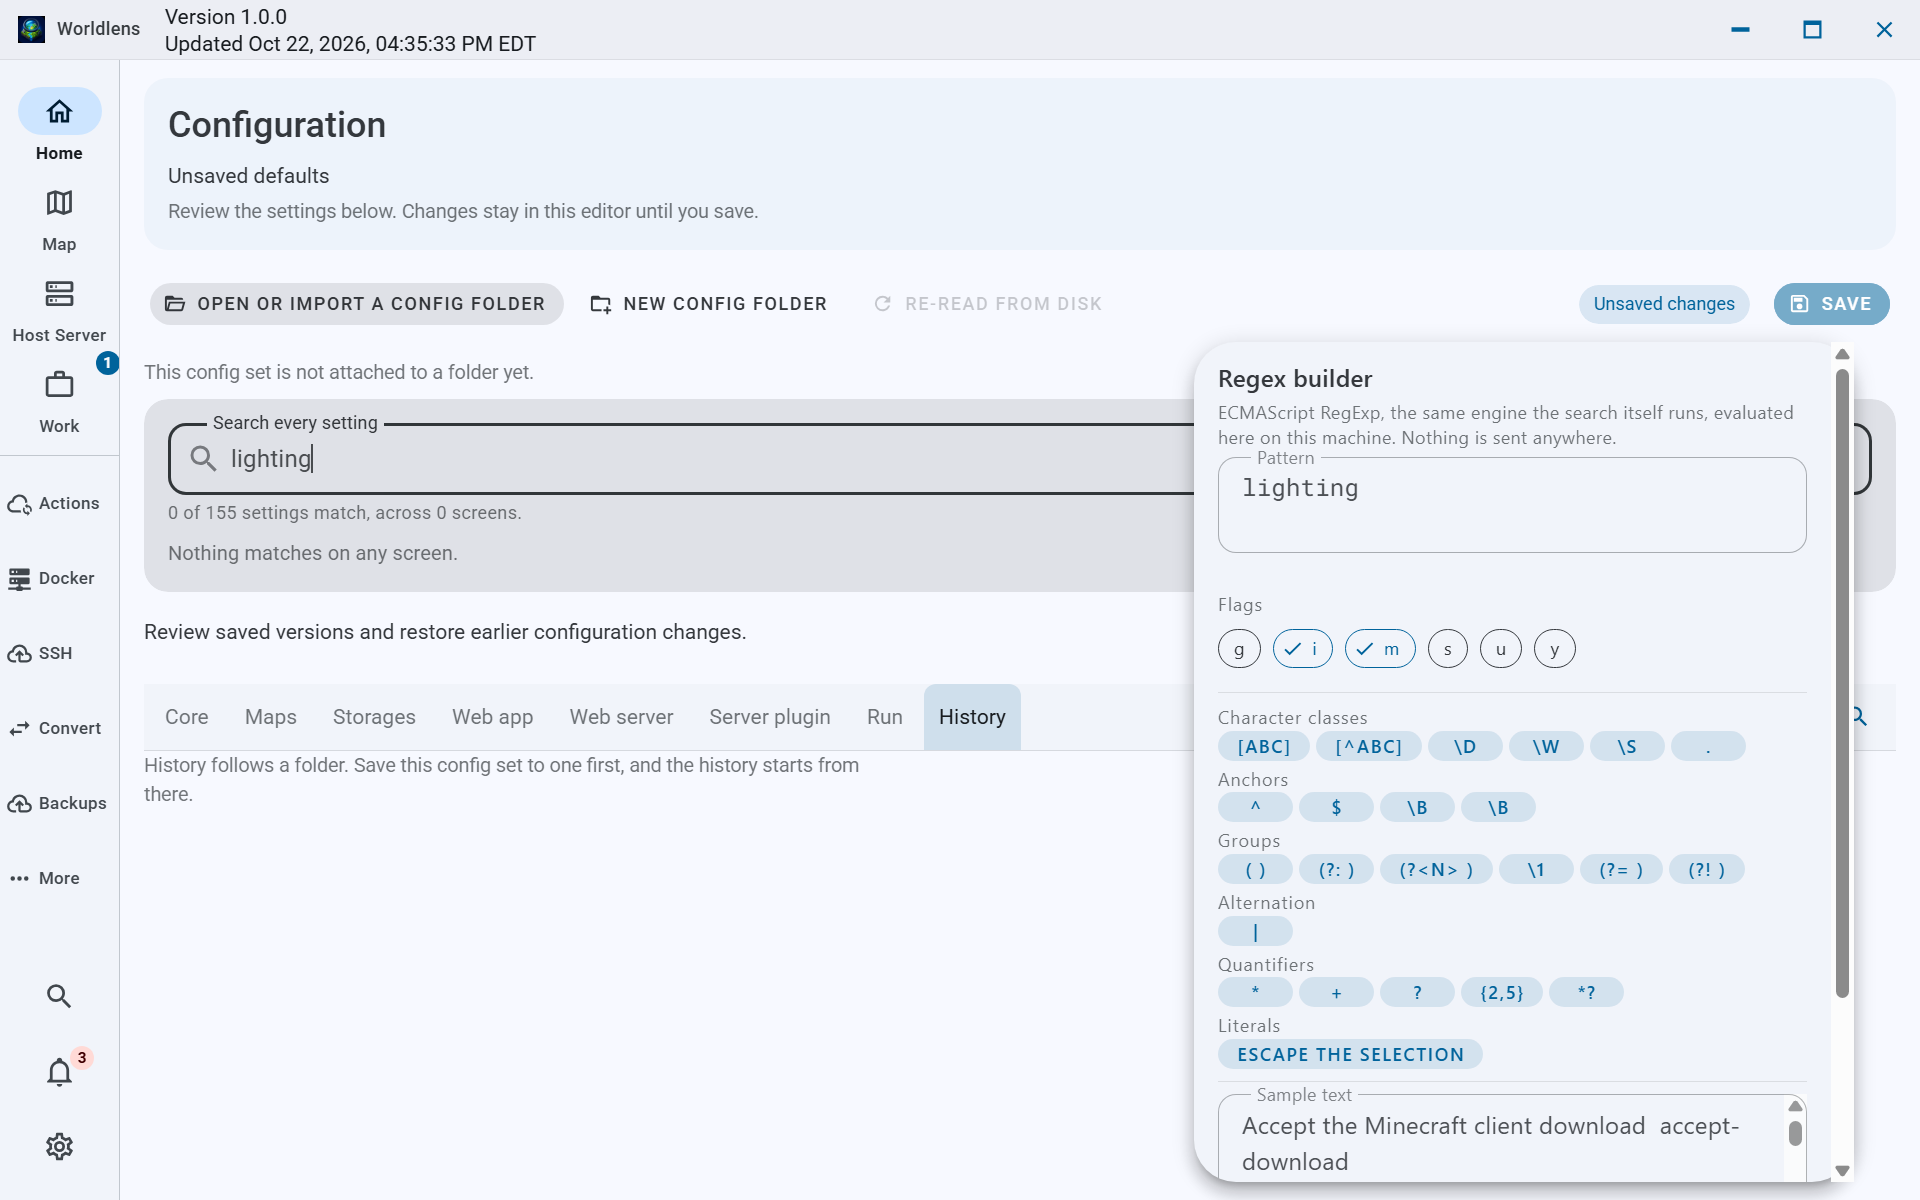 Worldlens
Version 1.0.0
Updated Oct 22, 2026, 04:35:33 PM EDT
Home
Map
Host Server
1
Work
Actions
Docker
SSH
Convert
Backups
More
3
Configuration
Unsaved defaults
Review the settings below. Changes stay in this editor until you save.
OPEN OR IMPORT A CONFIG FOLDER
NEW CONFIG FOLDER
RE-READ FROM DISK
Unsaved changes
SAVE
This config set is not attached to a folder yet.
Search every setting
lighting
0 of 155 settings match, across 0 screens.
Nothing matches on any screen.
Review saved versions and restore earlier configuration changes.
Core Maps Storages Web app Web server Server plugin Run History
History follows a folder. Save this config set to one first, and the history starts from
there.
Regex builder
ECMAScript RegExp, the same engine the search itself runs, evaluated
here on this machine. Nothing is sent anywhere.
Pattern
lighting
Flags
g i m s u y
Character classes
[ABC] [^ABC] \D \W \S .
Anchors
^ $ \B \B
Groups
( ) (?: ) (?<N> ) \1 (?= ) (?! )
Alternation
|
Quantifiers
* + ? {2,5} *?
Literals
ESCAPE THE SELECTION
Sample text
Accept the Minecraft client download accept-
download